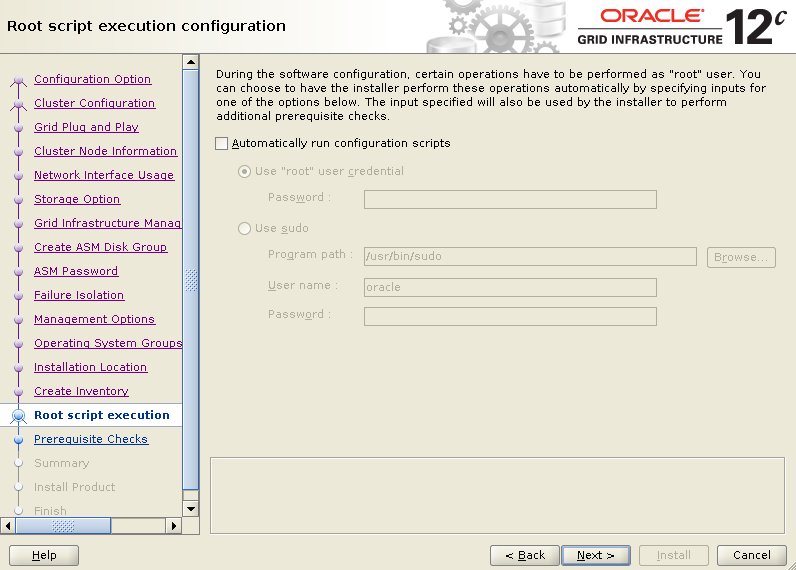 Root script execution configuration
ORACLE
GRID INFRASTRUCTURE 12c
Configuration Option
Cluster Configuration
Grid Plug and Play
Cluster Node Information
Network Interface Usage
Storage Option
Grid Infrastructure Manag
Create ASM Disk Group
ASM Password
Failure Isolation
Management Options
Operating System Groups
Installation Location
Create Inventory
Root script execution
Prerequisite Checks
Summary
Install Product
Finish
During the software configuration, certain operations have to be performed as "root" user. You
can choose to have the installer perform these operations automatically by specifying inputs for
one of the options below. The input specified will also be used by the installer to perform
additional prerequisite checks.
Automatically run configuration scripts
Use "root" user credential
Password :
Use sudo
Program path : /usr/bin/sudo Browse...
User name : oracle
Password :
Help < Back Next > Install Cancel